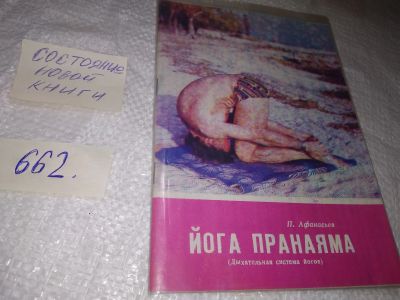 СОСТОЯНИЕ
НОВОЙ
КНИГИ
662.
П. Афанасьев
ЙОГА ПРАНАЯМА
(Дыхательная система йогов)